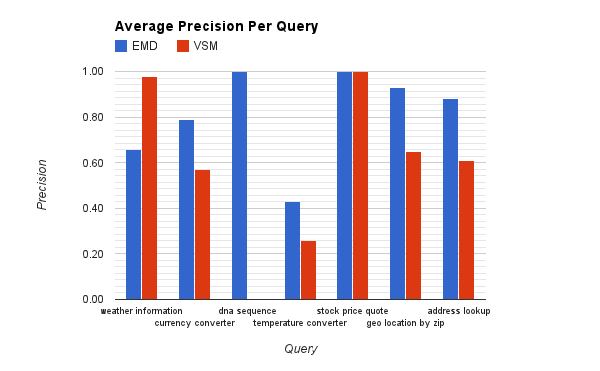 Average Precision Per Query
EMD VSM
1.00
0.80
0.60
0.40
0.20
0.00
Precision
weather information dna sequence stock price quote address lookup
currency converter temperature converter geo location by zip
Query